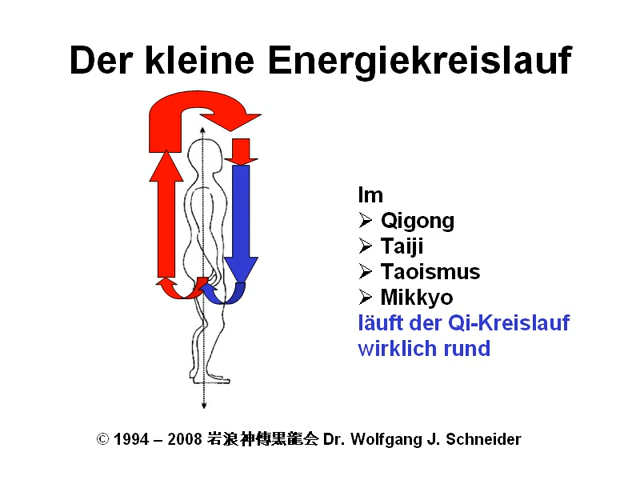 Der kleine Energiekreislauf
Im
➢ Qigong
➢ Taiji
➢ Taoismus
➢ Mikkyo
läuft der Qi-Kreislauf
wirklich rund
© 1994 – 2008 岩浪神傳黒龍会 Dr. Wolfgang J. Schneider